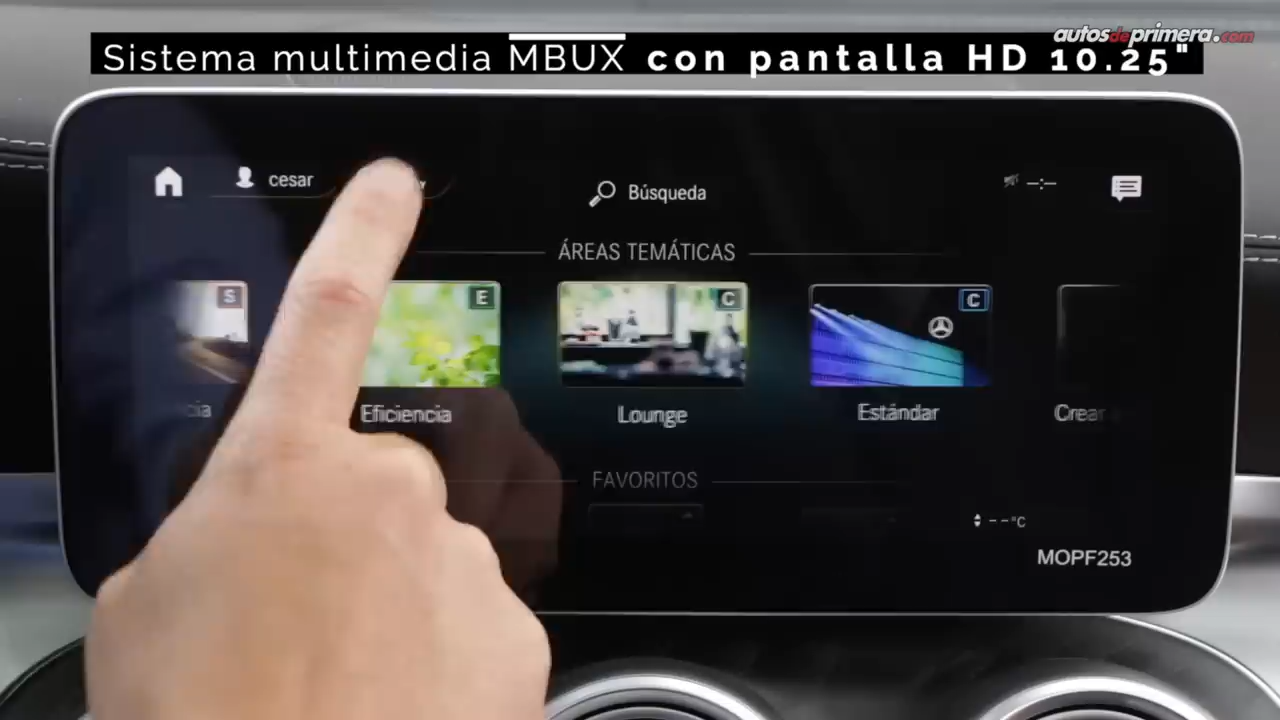 autosdeprimera.com
Sistema multimedia MBUX con pantalla HD 10.25"
cesar
Búsqueda
-:-
ÁREAS TEMÁTICAS
S
E
C
C
Eficiencia
Lounge
Estándar
Crear
FAVORITOS
--°C
MOPF253